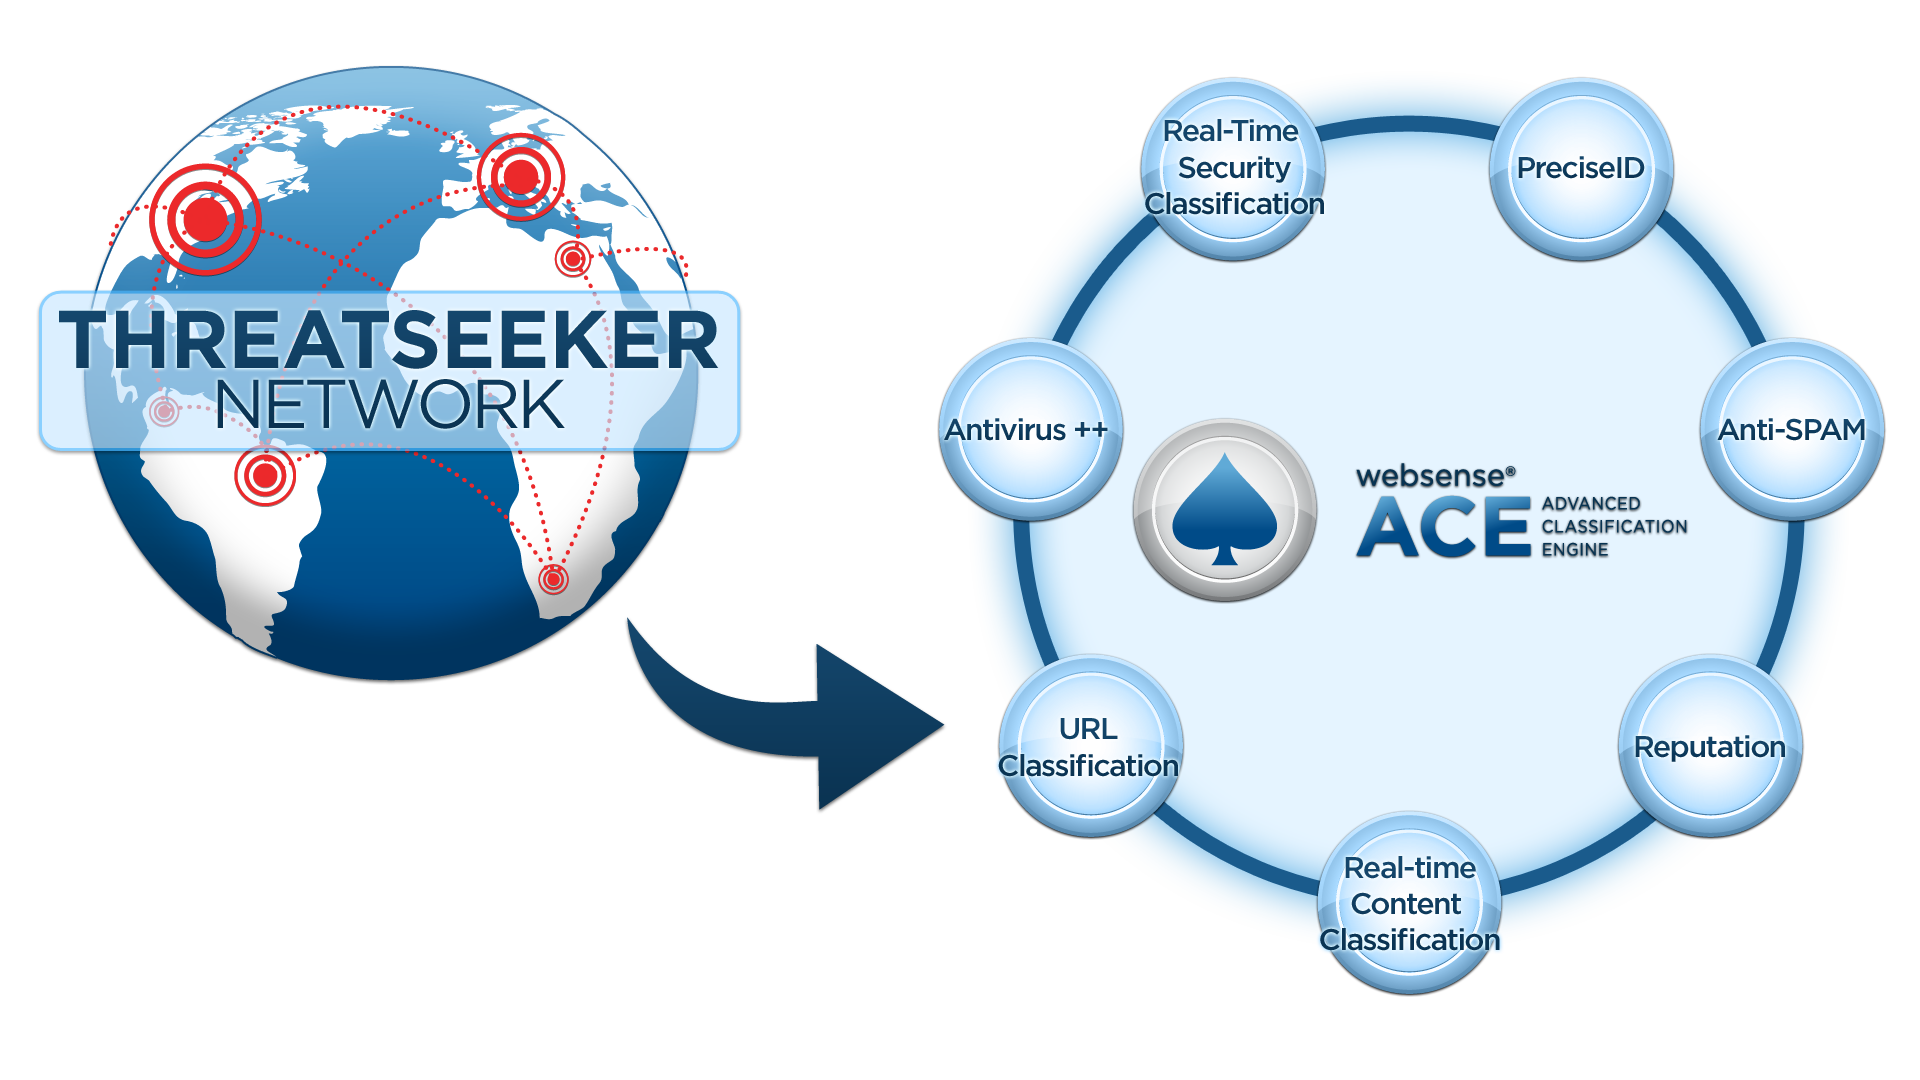 THREATSEEKER
NETWORK
Real-Time
Security
Classification
PreciseID
Antivirus ++
Anti-SPAM
websense®
ACE
ADVANCED
CLASSIFICATION
ENGINE
URL
Classification
Reputation
Real-time
Content
Classification